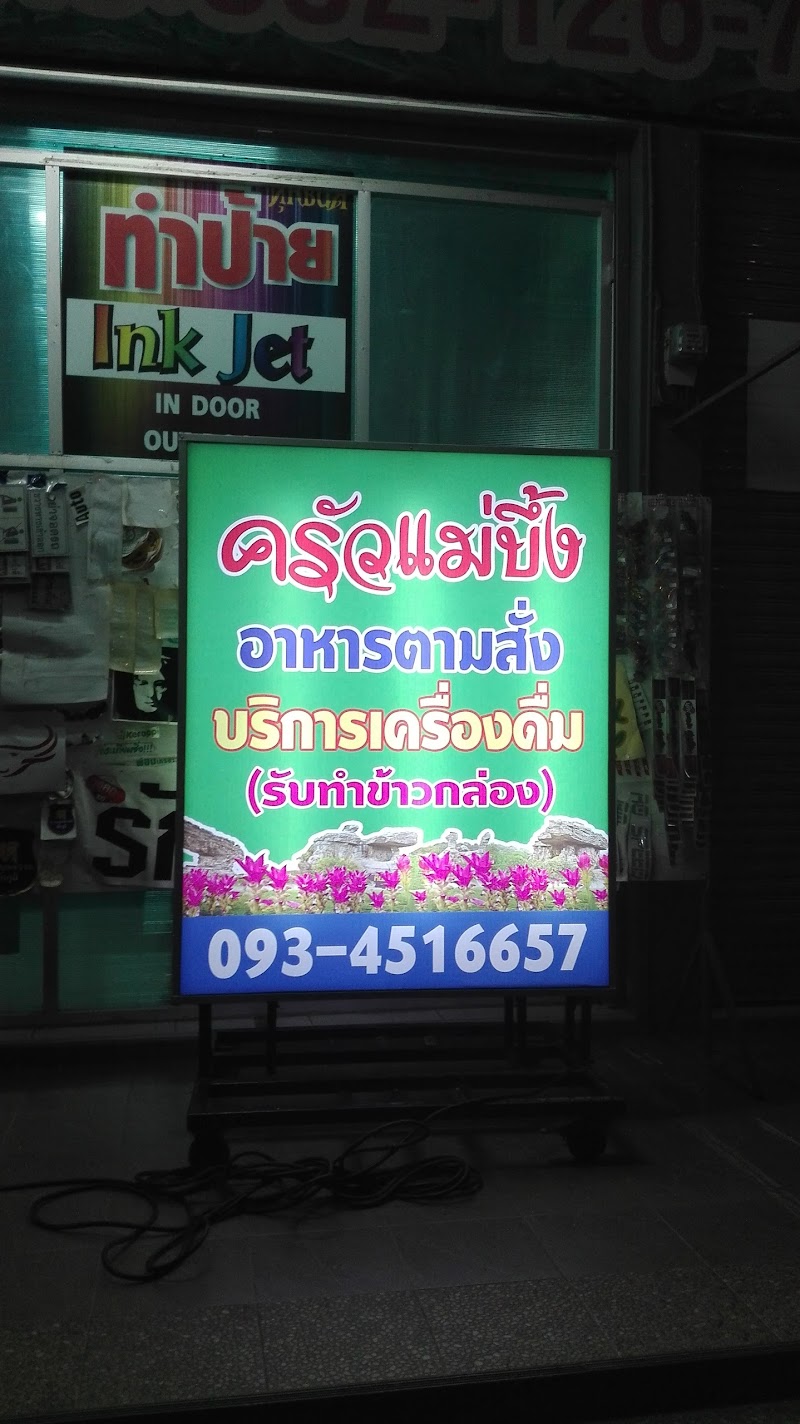 ทำป้าย
Ink Jet
IN DOOR
ครัวแม่ปึ้ง
อาหารตามสั่ง
บริการเครื่องดื่ม
(รับทำข้าวกล่อง)
093-4516657